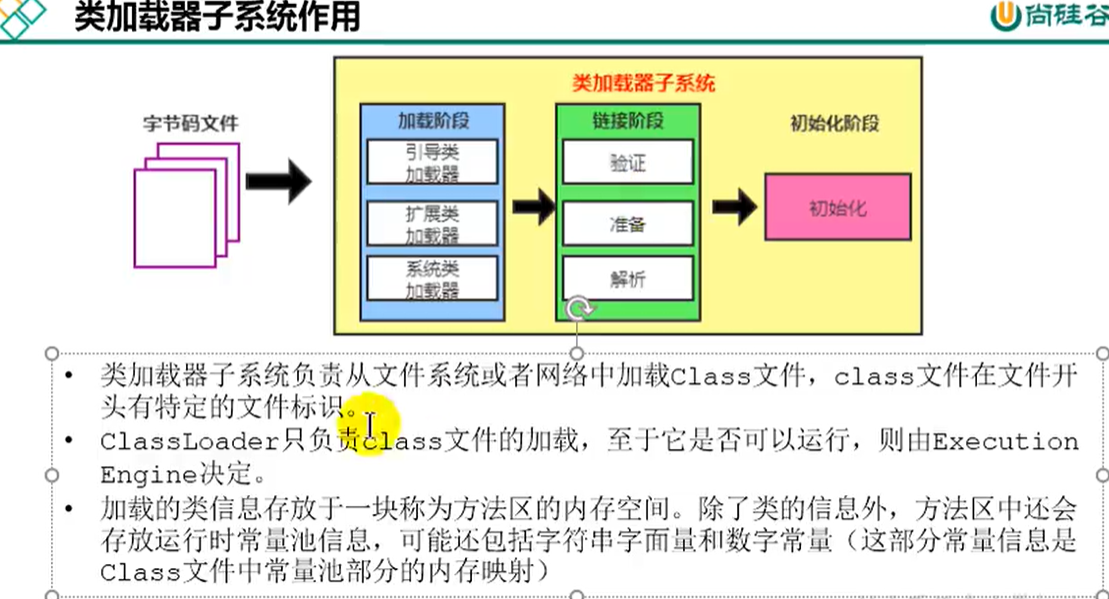 类加载器子系统作用
尚硅谷
类加载器子系统
字节码文件
加载阶段
引导类
加载器
扩展类
加载器
系统类
加载器
链接阶段
验证
准备
解析
初始化阶段
初始化
• 类加载器子系统负责从文件系统或者网络中加载Class文件，class文件在文件开
头有特定的文件标识。
• ClassLoader只负责class文件的加载，至于它是否可以运行，则由Execution
Engine决定。
• 加载的类信息存放于一块称为方法区的内存空间。除了类的信息外，方法区中还会
存放运行时常量池信息，可能还包括字符串字面量和数字常量（这部分常量信息是
Class文件中常量池部分的内存映射）